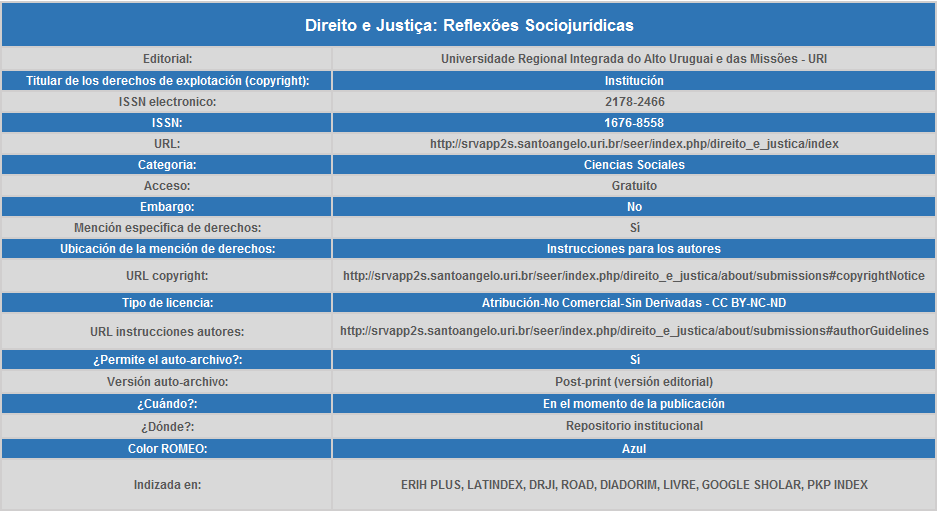 Direito e Justiça: Reflexões Sociojurídicas
Editorial: Universidade Regional Integrada do Alto Uruguai e das Missões - URI
Titular de los derechos de explotación (copyright): Institución
ISSN electronico: 2178-2466
ISSN: 1676-8558
URL: http://srvapp2s.santoangelo.uri.br/seer/index.php/direito_e_justica/index
Categoria: Ciencias Sociales
Acceso: Gratuito
Embargo: No
Mención específica de derechos: Sí
Ubicación de la mención de derechos: Instrucciones para los autores
URL copyright: http://srvapp2s.santoangelo.uri.br/seer/index.php/direito_e_justica/about/submissions#copyrightNotice
Tipo de licencia: Atribución-No Comercial-Sin Derivadas - CC BY-NC-ND
URL instrucciones autores: http://srvapp2s.santoangelo.uri.br/seer/index.php/direito_e_justica/about/submissions#authorGuidelines
¿Permite el auto-archivo?: Sí
Versión auto-archivo: Post-print (versión editorial)
¿Cuándo?: En el momento de la publicación
¿Dónde?: Repositorio institucional
Color ROMEO: Azul
Indizada en: ERIH PLUS, LATINDEX, DRJI, ROAD, DIADORIM, LIVRE, GOOGLE SHOLAR, PKP INDEX